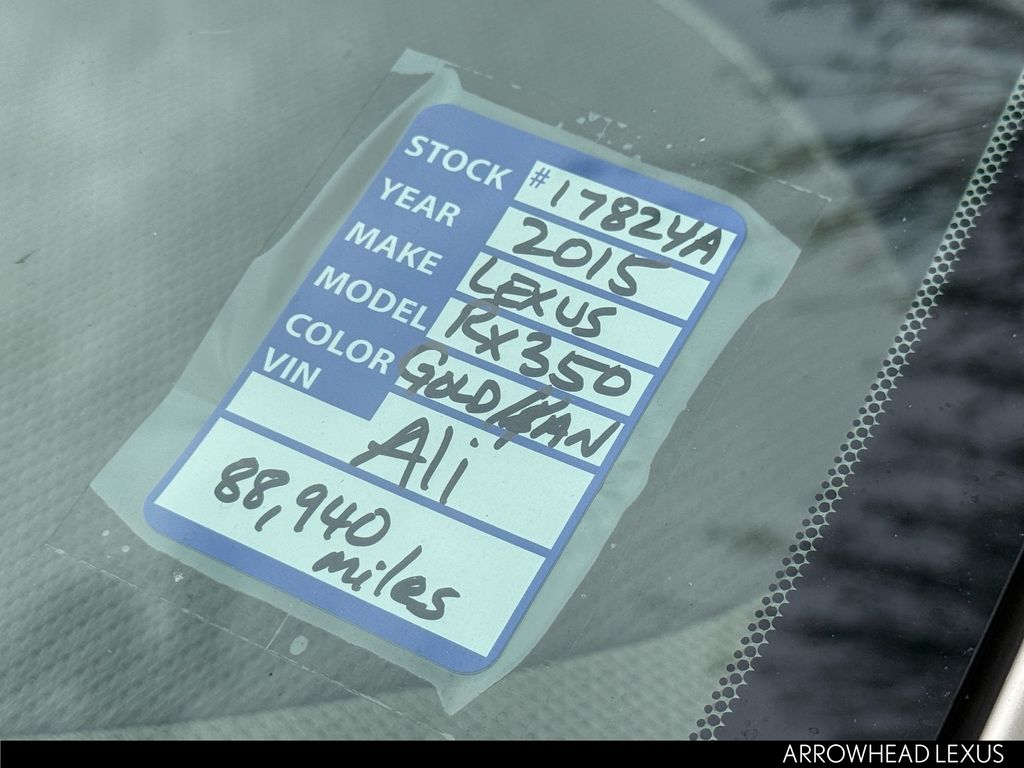 STOCK # 17824A
YEAR 2015
MAKE LEXUS
MODEL RX350
COLOR GOLD/TAN
VIN Ali
88,940
miles
ARROWHEAD LEXUS